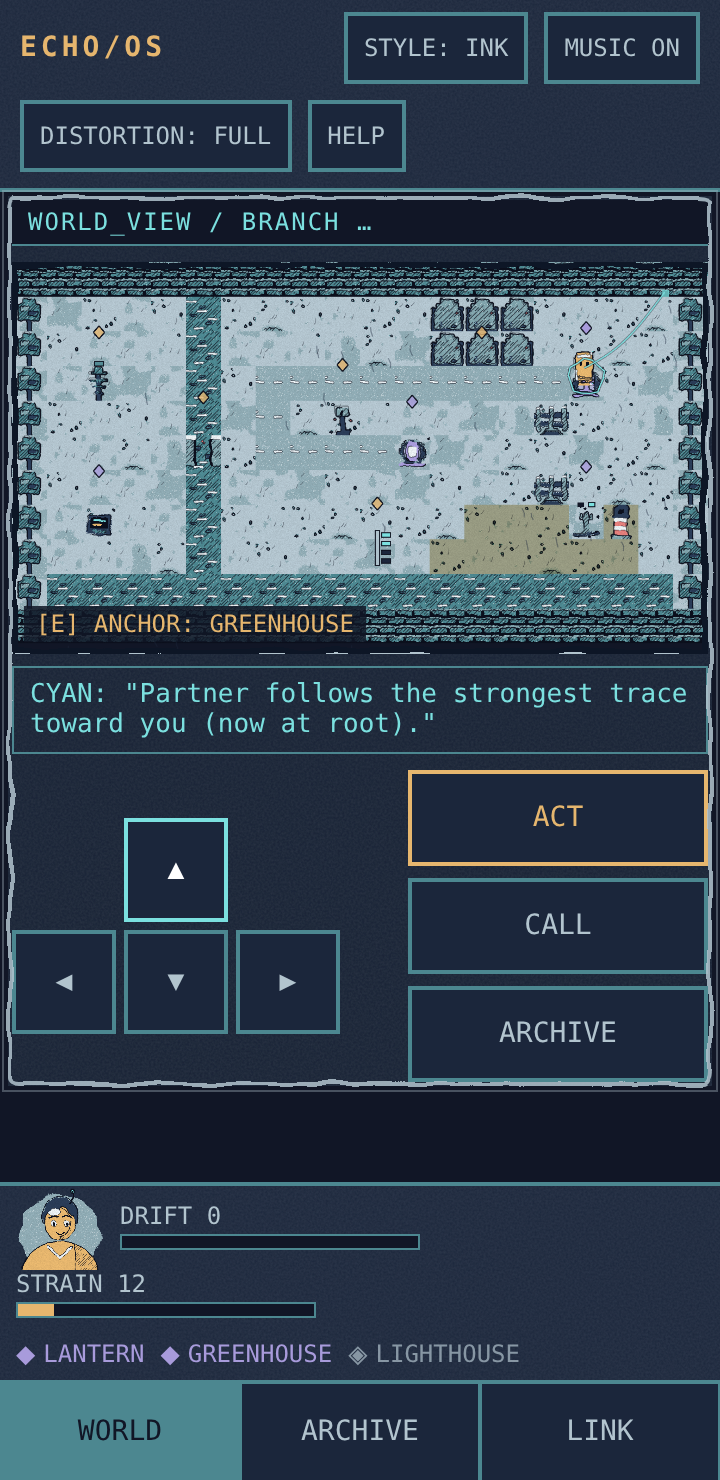 ECHO/OS
STYLE: INK
MUSIC ON
DISTORTION: FULL
HELP
WORLD_VIEW / BRANCH …
[E] ANCHOR: GREENHOUSE
CYAN: "Partner follows the strongest trace
toward you (now at root)."
ACT
CALL
ARCHIVE
DRIFT 0
STRAIN 12
LANTERN
GREENHOUSE
LIGHTHOUSE
WORLD
ARCHIVE
LINK